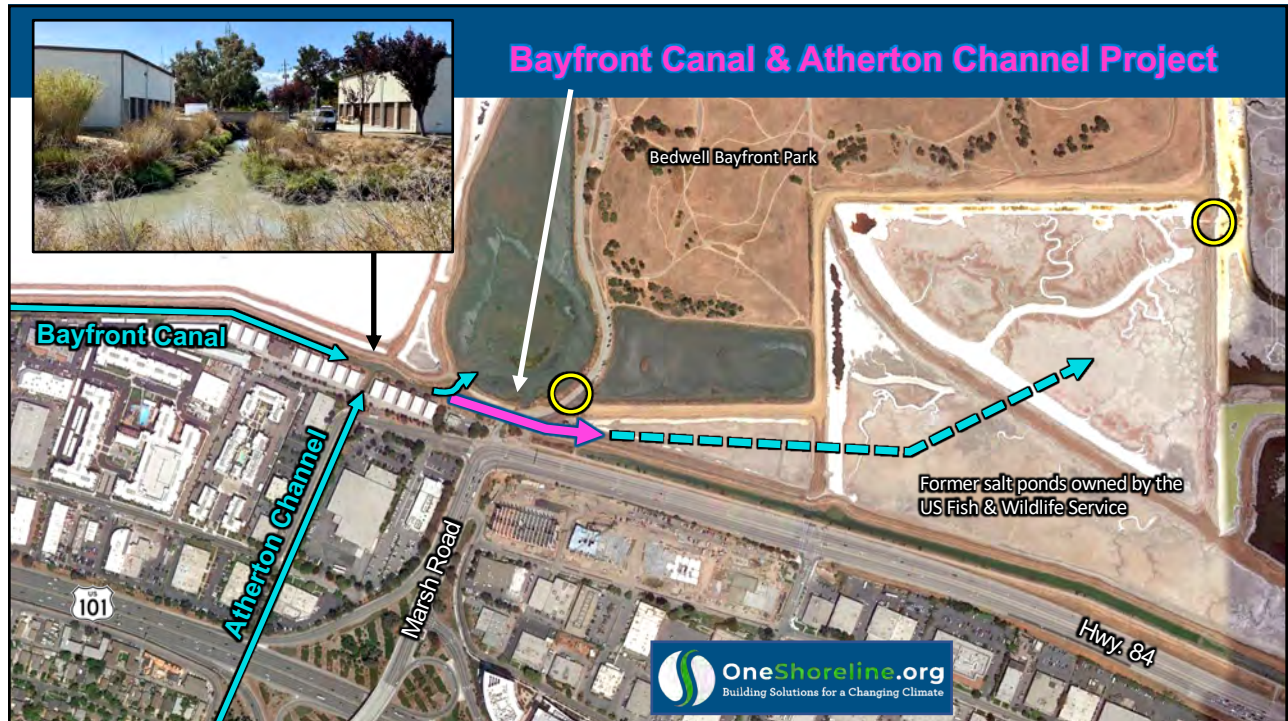 Bayfront Canal & Atherton Channel Project
Bedwell Bayfront Park
Bayfront Canal
Atherton Channel
Former salt ponds owned by the
US Fish & Wildlife Service
Marsh Road
US
101
Hwy. 84
OneShoreline.org
Building Solutions for a Changing Climate